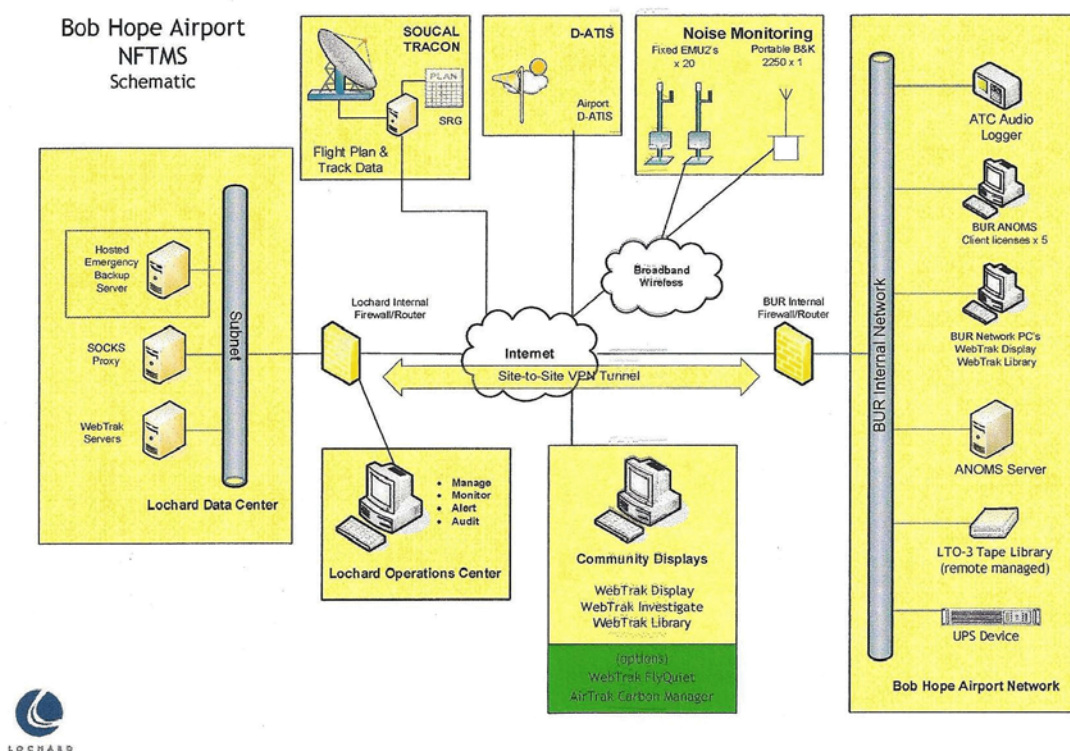 Bob Hope Airport
NFTMS
Schematic
SOUCAL
TRACON
PLAN
SRG
Flight Plan &
Track Data
D-ATIS
Airport
D-ATIS
Noise Monitoring
Fixed EMU2's
x 20
Portable B&K
2250 x 1
Hosted
Emergency
Backup
Server
SOCKS
Proxy
WebTrak
Servers
Subnet
Lochard Data Center
Lochard Internal
Firewall/Router
Broadband
Wireless
BUR Internal
Firewall/Router
Internet
Site-to-Site VPN Tunnel
Manage
Monitor
Alert
Audit
Lochard Operations Center
Community Displays
WebTrak Display
WebTrak Investigate
WebTrak Library
(options)
WebTrak FlyQuiet
AirTrak Carbon Manager
BUR Internal Network
ATC Audio
Logger
BUR ANOMS
Client licenses x 5
BUR Network PC's
WebTrak Display
WebTrak Library
ANOMS Server
LTO-3 Tape Library
(remote managed)
UPS Device
Bob Hope Airport Network
LOCHARD